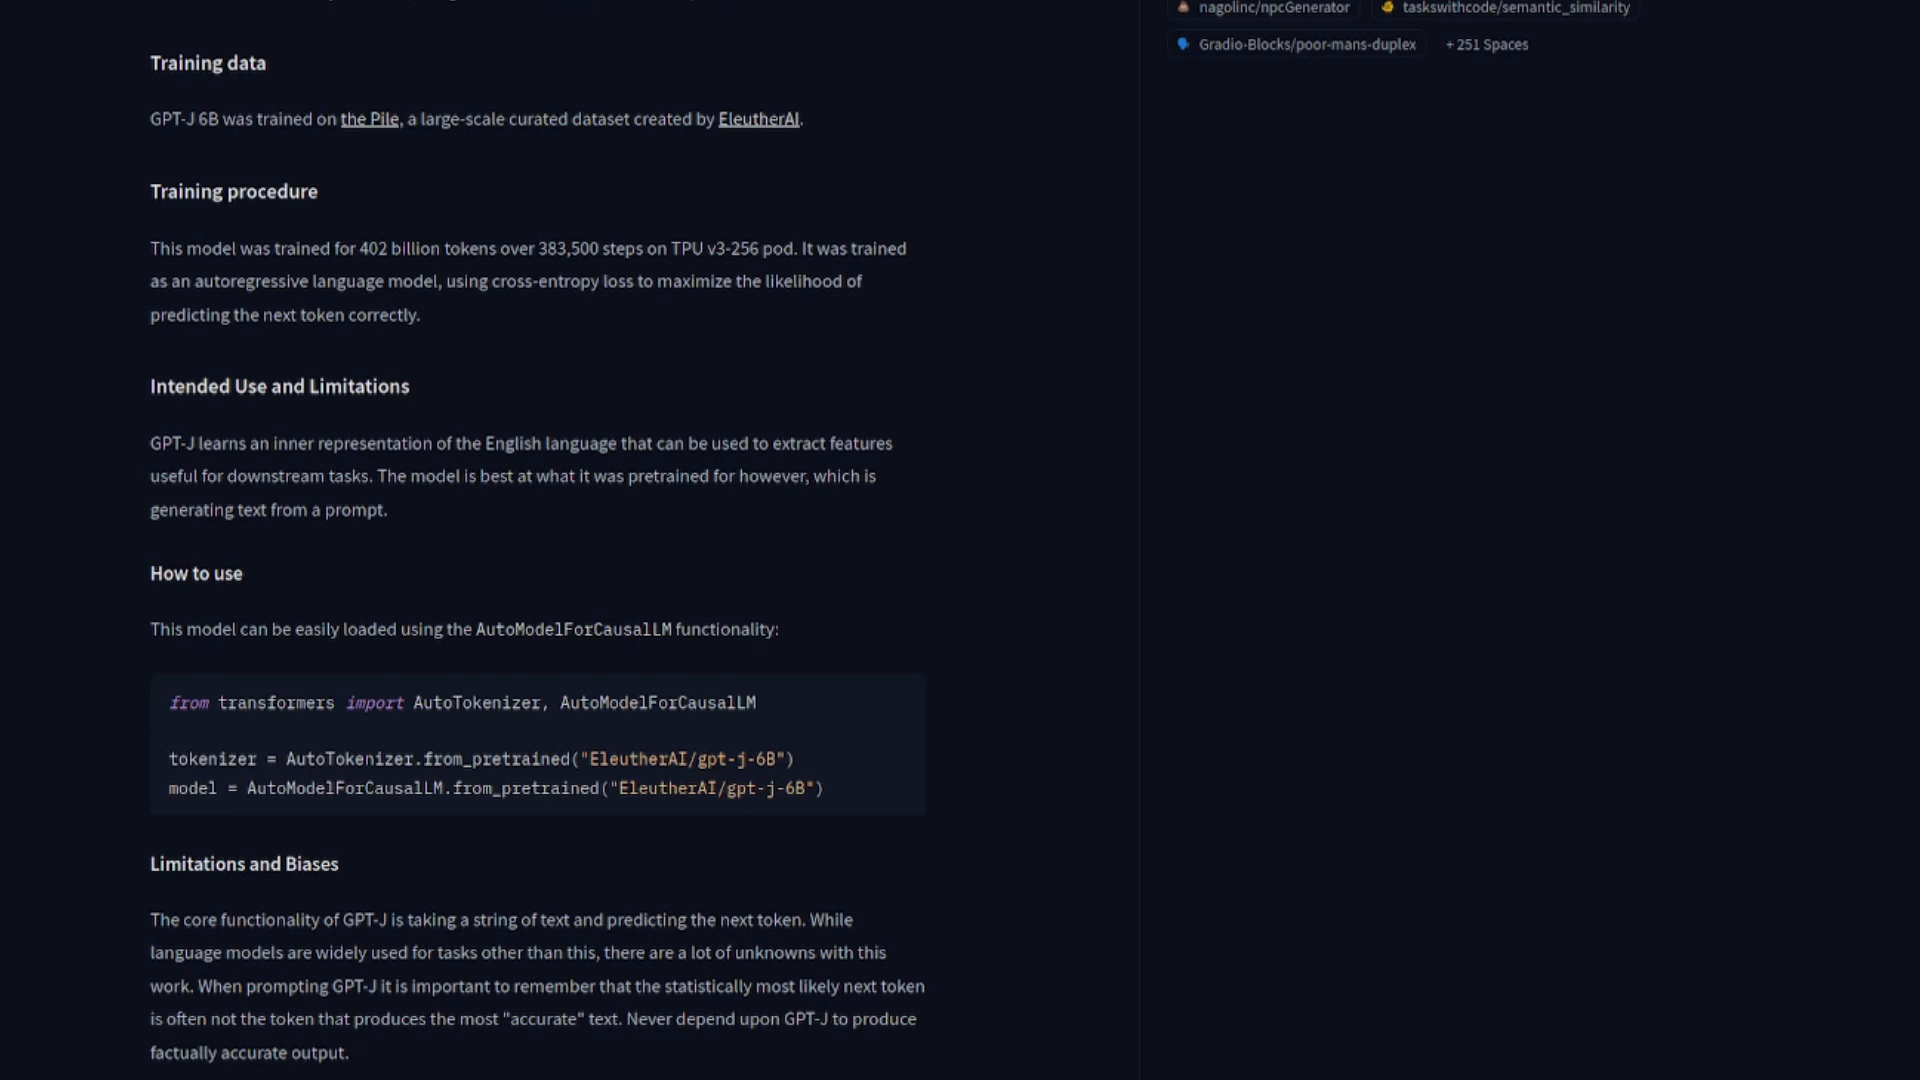 nagolinc/npcGenerator
taskswithcode/semantic_similarity
Gradio-Blocks/poor-mans-duplex
+ 251 Spaces
Training data
GPT-J 6B was trained on the Pile, a large-scale curated dataset created by EleutherAI.
Training procedure
This model was trained for 402 billion tokens over 383,500 steps on TPU v3-256 pod. It was trained
as an autoregressive language model, using cross-entropy loss to maximize the likelihood of
predicting the next token correctly.
Intended Use and Limitations
GPT-J learns an inner representation of the English language that can be used to extract features
useful for downstream tasks. The model is best at what it was pretrained for however, which is
generating text from a prompt.
How to use
This model can be easily loaded using the AutoModelForCausalLM functionality:
from transformers import AutoTokenizer, AutoModelForCausalLM
tokenizer = AutoTokenizer.from_pretrained("EleutherAI/gpt-j-6B")
model = AutoModelForCausalLM.from_pretrained("EleutherAI/gpt-j-6B")
Limitations and Biases
The core functionality of GPT-J is taking a string of text and predicting the next token. While
language models are widely used for tasks other than this, there are a lot of unknowns with this
work. When prompting GPT-J it is important to remember that the statistically most likely next token
is often not the token that produces the most "accurate" text. Never depend upon GPT-J to produce
factually accurate output.